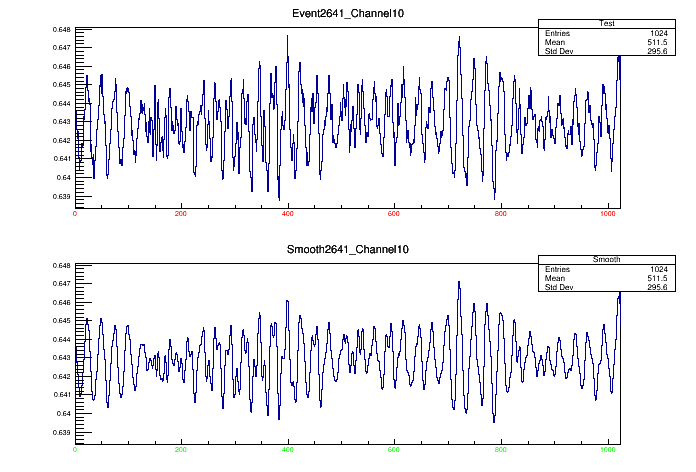 Event2641_Channel10
Test
Entries 1024
Mean 511.5
Std Dev 295.6
0.648
0.647
0.646
0.645
0.644
0.643
0.642
0.641
0.64
0.639
0 200 400 600 800 1000
Smooth2641_Channel10
Smooth
Entries 1024
Mean 511.5
Std Dev 295.6
0.648
0.647
0.646
0.645
0.644
0.643
0.642
0.641
0.64
0.639
0 200 400 600 800 1000